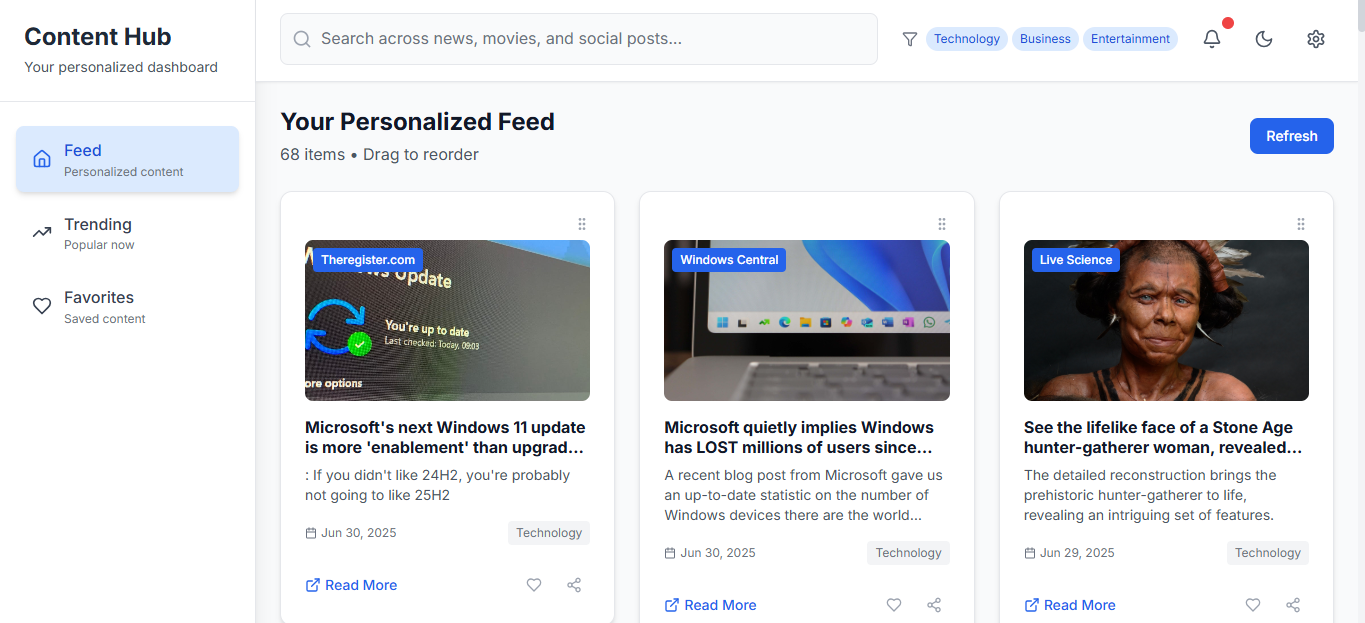 Content Hub
Your personalized dashboard
Search across news, movies, and social posts...
Technology
Business
Entertainment
Feed
Personalized content
Trending
Popular now
Favorites
Saved content
Your Personalized Feed
68 items • Drag to reorder
Refresh
Theregister.com
Update
You're up to date
Last checked: Today, 09:03
ore options
Microsoft's next Windows 11 update
is more 'enablement' than upgrad...
: If you didn't like 24H2, you're probably
not going to like 25H2
Jun 30, 2025
Technology
Read More
Windows Central
Microsoft quietly implies Windows
has LOST millions of users since...
A recent blog post from Microsoft gave us
an up-to-date statistic on the number of
Windows devices there are the world...
Jun 30, 2025
Technology
Read More
Live Science
See the lifelike face of a Stone Age
hunter-gatherer woman, revealed...
The detailed reconstruction brings the
prehistoric hunter-gatherer to life,
revealing an intriguing set of features.
Jun 29, 2025
Technology
Read More